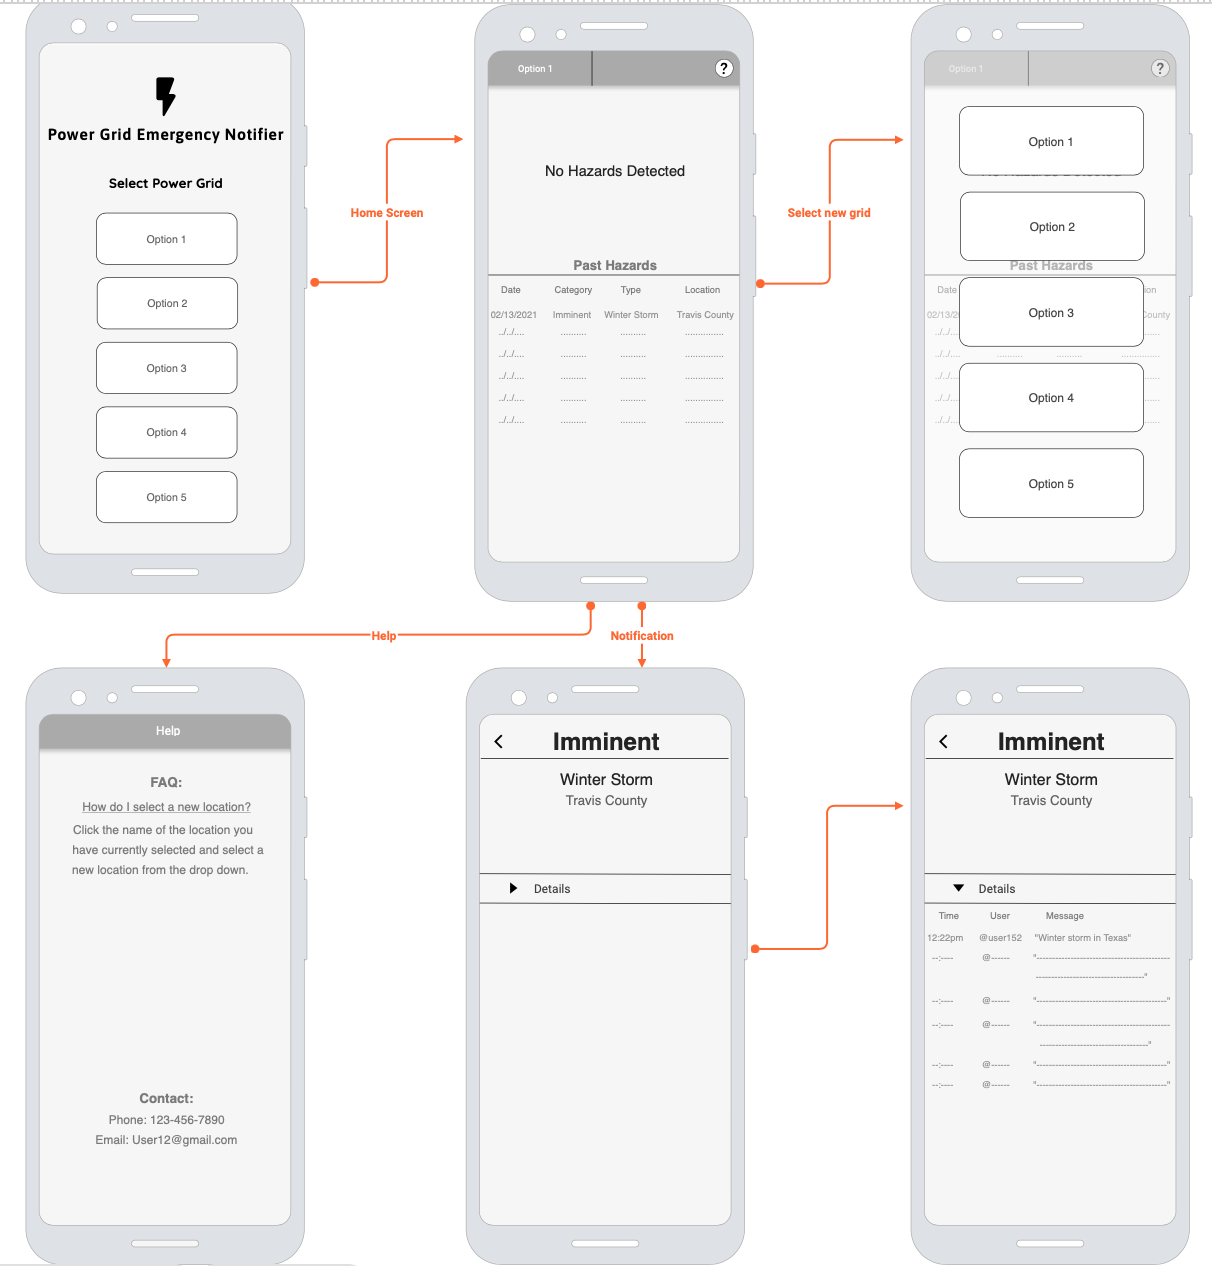 Power Grid Emergency Notifier
Select Power Grid
Option 1
Option 2
Option 3
Option 4
Option 5
Home Screen
Option 1
?
No Hazards Detected
Past Hazards
Date Category Type Location
02/13/2021 Imminent Winter Storm Travis County
../../.... .......... .......... ...............
../../.... .......... .......... ...............
../../.... .......... .......... ...............
../../.... .......... .......... ...............
../../.... .......... .......... ...............
Select new grid
Option 1
?
Option 1
Option 2
Past Hazards
Date
Option 3
County
Option 4
Option 5
Help
Notification
Help
FAQ:
How do I select a new location?
Click the name of the location you
have currently selected and select a
new location from the drop down.
Contact:
Phone: 123-456-7890
Email: User12@gmail.com
Imminent
Winter Storm
Travis County
Details
Imminent
Winter Storm
Travis County
Details
Time User Message
12:22pm @user152 "Winter storm in Texas"
--:---- @------ "--------------------------------------------
------------------------------------"
--:---- @------ "-------------------------------------------"
--:---- @------ "--------------------------------------------
------------------------------------"
--:---- @------ "-------------------------------------------"
--:---- @------ "-------------------------------------------"